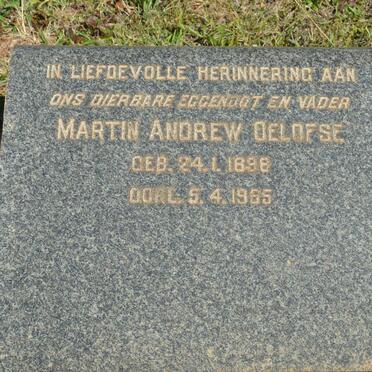 IN LIEFDEVOLLE HERINNERING AAN
ONS DIERBARE EGGENOOT EN VADER
MARTIN ANDREW OELOFSE
GEB. 24.1.1898
OORL. 5.4.1965